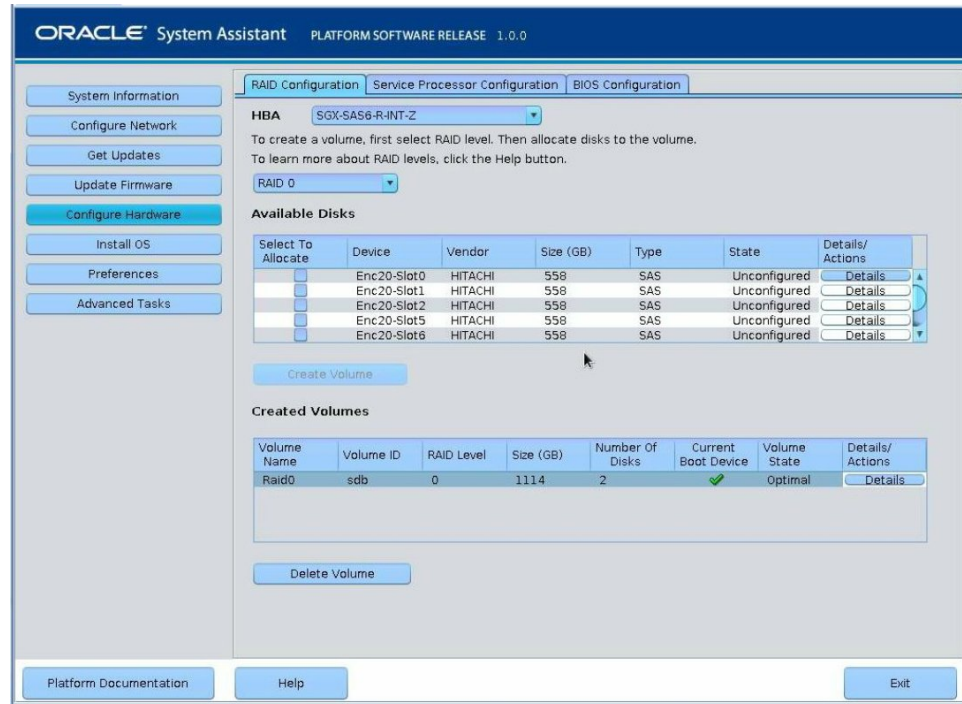 ORACLE® System Assistant PLATFORM SOFTWARE RELEASE 1.0.0
System Information
Configure Network
Get Updates
Update Firmware
Configure Hardware
Install OS
Preferences
Advanced Tasks
RAID Configuration Service Processor Configuration BIOS Configuration
HBA SGX-SAS6-R-INT-Z
To create a volume, first select RAID level. Then allocate disks to the volume.
To learn more about RAID levels, click the Help button.
RAID 0
Available Disks
Select To Allocate Device Vendor Size (GB) Type State Details/ Actions
Enc20-Slot0 HITACHI 558 SAS Unconfigured Details
Enc20-Slot1 HITACHI 558 SAS Unconfigured Details
Enc20-Slot2 HITACHI 558 SAS Unconfigured Details
Enc20-Slot5 HITACHI 558 SAS Unconfigured Details
Enc20-Slot6 HITACHI 558 SAS Unconfigured Details
Create Volume
Created Volumes
Volume Name Volume ID RAID Level Size (GB) Number Of Disks Current Boot Device Volume State Details/ Actions
Raid0 sdb 0 1114 2 Optimal Details
Delete Volume
Platform Documentation Help Exit